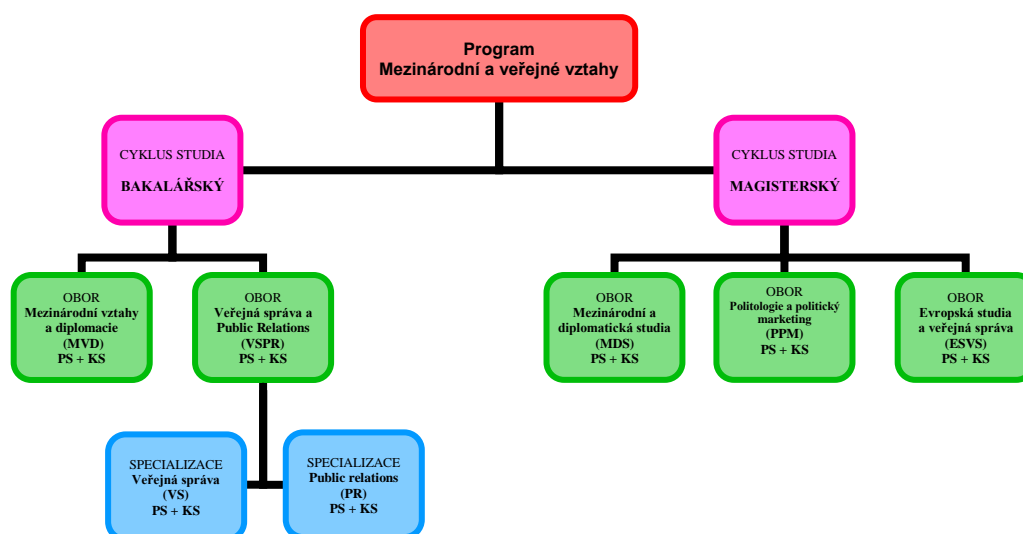 Program
Mezinárodní a veřejné vztahy
CYKLUS STUDIA
BAKALÁŘSKÝ
CYKLUS STUDIA
MAGISTERSKÝ
OBOR
Mezinárodní vztahy
a diplomacie
(MVD)
PS + KS
OBOR
Veřejná správa a
Public Relations
(VSPR)
PS + KS
OBOR
Mezinárodní a
diplomatická studia
(MDS)
PS + KS
OBOR
Politologie a politický
marketing
(PPM)
PS + KS
OBOR
Evropská studia
a veřejná správa
(ESVS)
PS + KS
SPECIALIZACE
Veřejná správa
(VS)
PS + KS
SPECIALIZACE
Public relations
(PR)
PS + KS